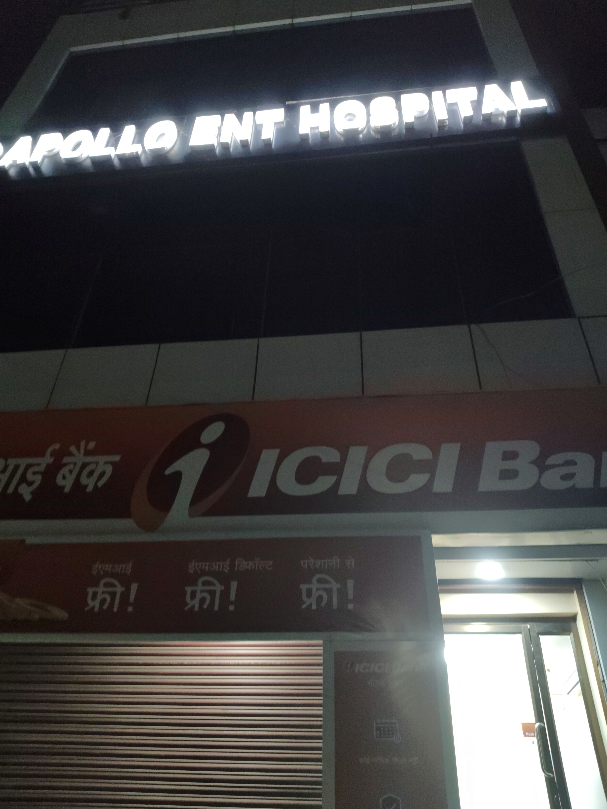 APOLLO ENT HOSPITAL
आई बैंक ICICI Ba
ईएमआई ईएमआई डिफॉल्ट परेशानी से
फ्री! फ्री! फ्री!
ICICI